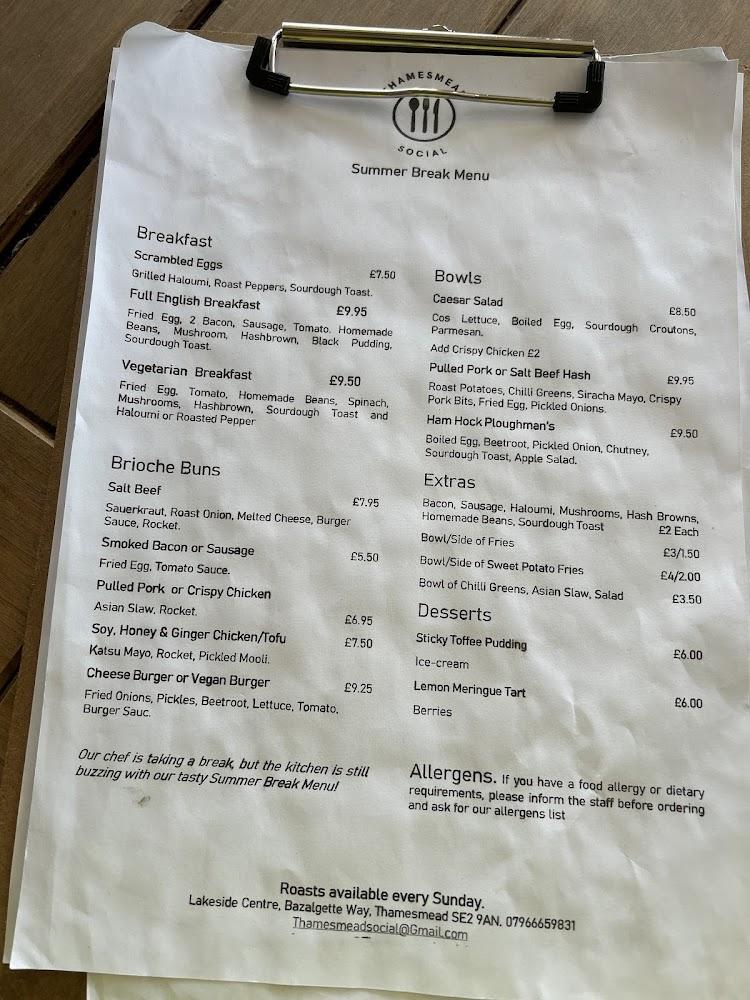 THAMESMEAD
SOCIAL
Summer Break Menu
Breakfast
Scrambled Eggs
£7.50
Grilled Haloumi, Roast Peppers, Sourdough Toast.
Full English Breakfast £9.95
Fried Egg, 2 Bacon, Sausage, Tomato, Homemade
Beans, Mushroom, Hashbrown, Black Pudding,
Sourdough Toast.
Vegetarian Breakfast £9.50
Fried Egg, Tomato, Homemade Beans, Spinach,
Mushrooms, Hashbrown, Sourdough Toast and
Haloumi or Roasted Pepper
Brioche Buns
Salt Beef
£7.95
Sauerkraut, Roast Onion, Melted Cheese, Burger
Sauce, Rocket.
Smoked Bacon or Sausage
£5.50
Fried Egg, Tomato Sauce.
Pulled Pork or Crispy Chicken
Asian Slaw, Rocket.
£6.95
Soy, Honey & Ginger Chicken/Tofu
£7.50
Katsu Mayo, Rocket, Pickled Mooli.
Cheese Burger or Vegan Burger
£9.25
Fried Onions, Pickles, Beetroot, Lettuce, Tomato,
Burger Sauc.
Our chef is taking a break, but the kitchen is still
buzzing with our tasty Summer Break Menu!
Bowls
Caesar Salad
£8.50
Cos Lettuce, Boiled Egg, Sourdough Croutons,
Parmesan.
Add Crispy Chicken £2
Pulled Pork or Salt Beef Hash
£9.95
Roast Potatoes, Chilli Greens, Siracha Mayo, Crispy
Pork Bits, Fried Egg, Pickled Onions.
Ham Hock Ploughman's
£9.50
Boiled Egg, Beetroot, Pickled Onion, Chutney,
Sourdough Toast, Apple Salad.
Extras
Bacon, Sausage, Haloumi, Mushrooms, Hash Browns,
Homemade Beans, Sourdough Toast £2 Each
Bowl/Side of Fries
£3/1.50
Bowl/Side of Sweet Potato Fries
£4/2.00
Bowl of Chilli Greens, Asian Slaw, Salad
£3.50
Desserts
Sticky Toffee Pudding
£6.00
Ice-cream
Lemon Meringue Tart
£6.00
Berries
Allergens. If you have a food allergy or dietary
requirements, please inform the staff before ordering
and ask for our allergens list
Roasts available every Sunday.
Lakeside Centre, Bazalgette Way, Thamesmead SE2 9AN. 07966659831
Thamesmeadsocial@Gmail.com